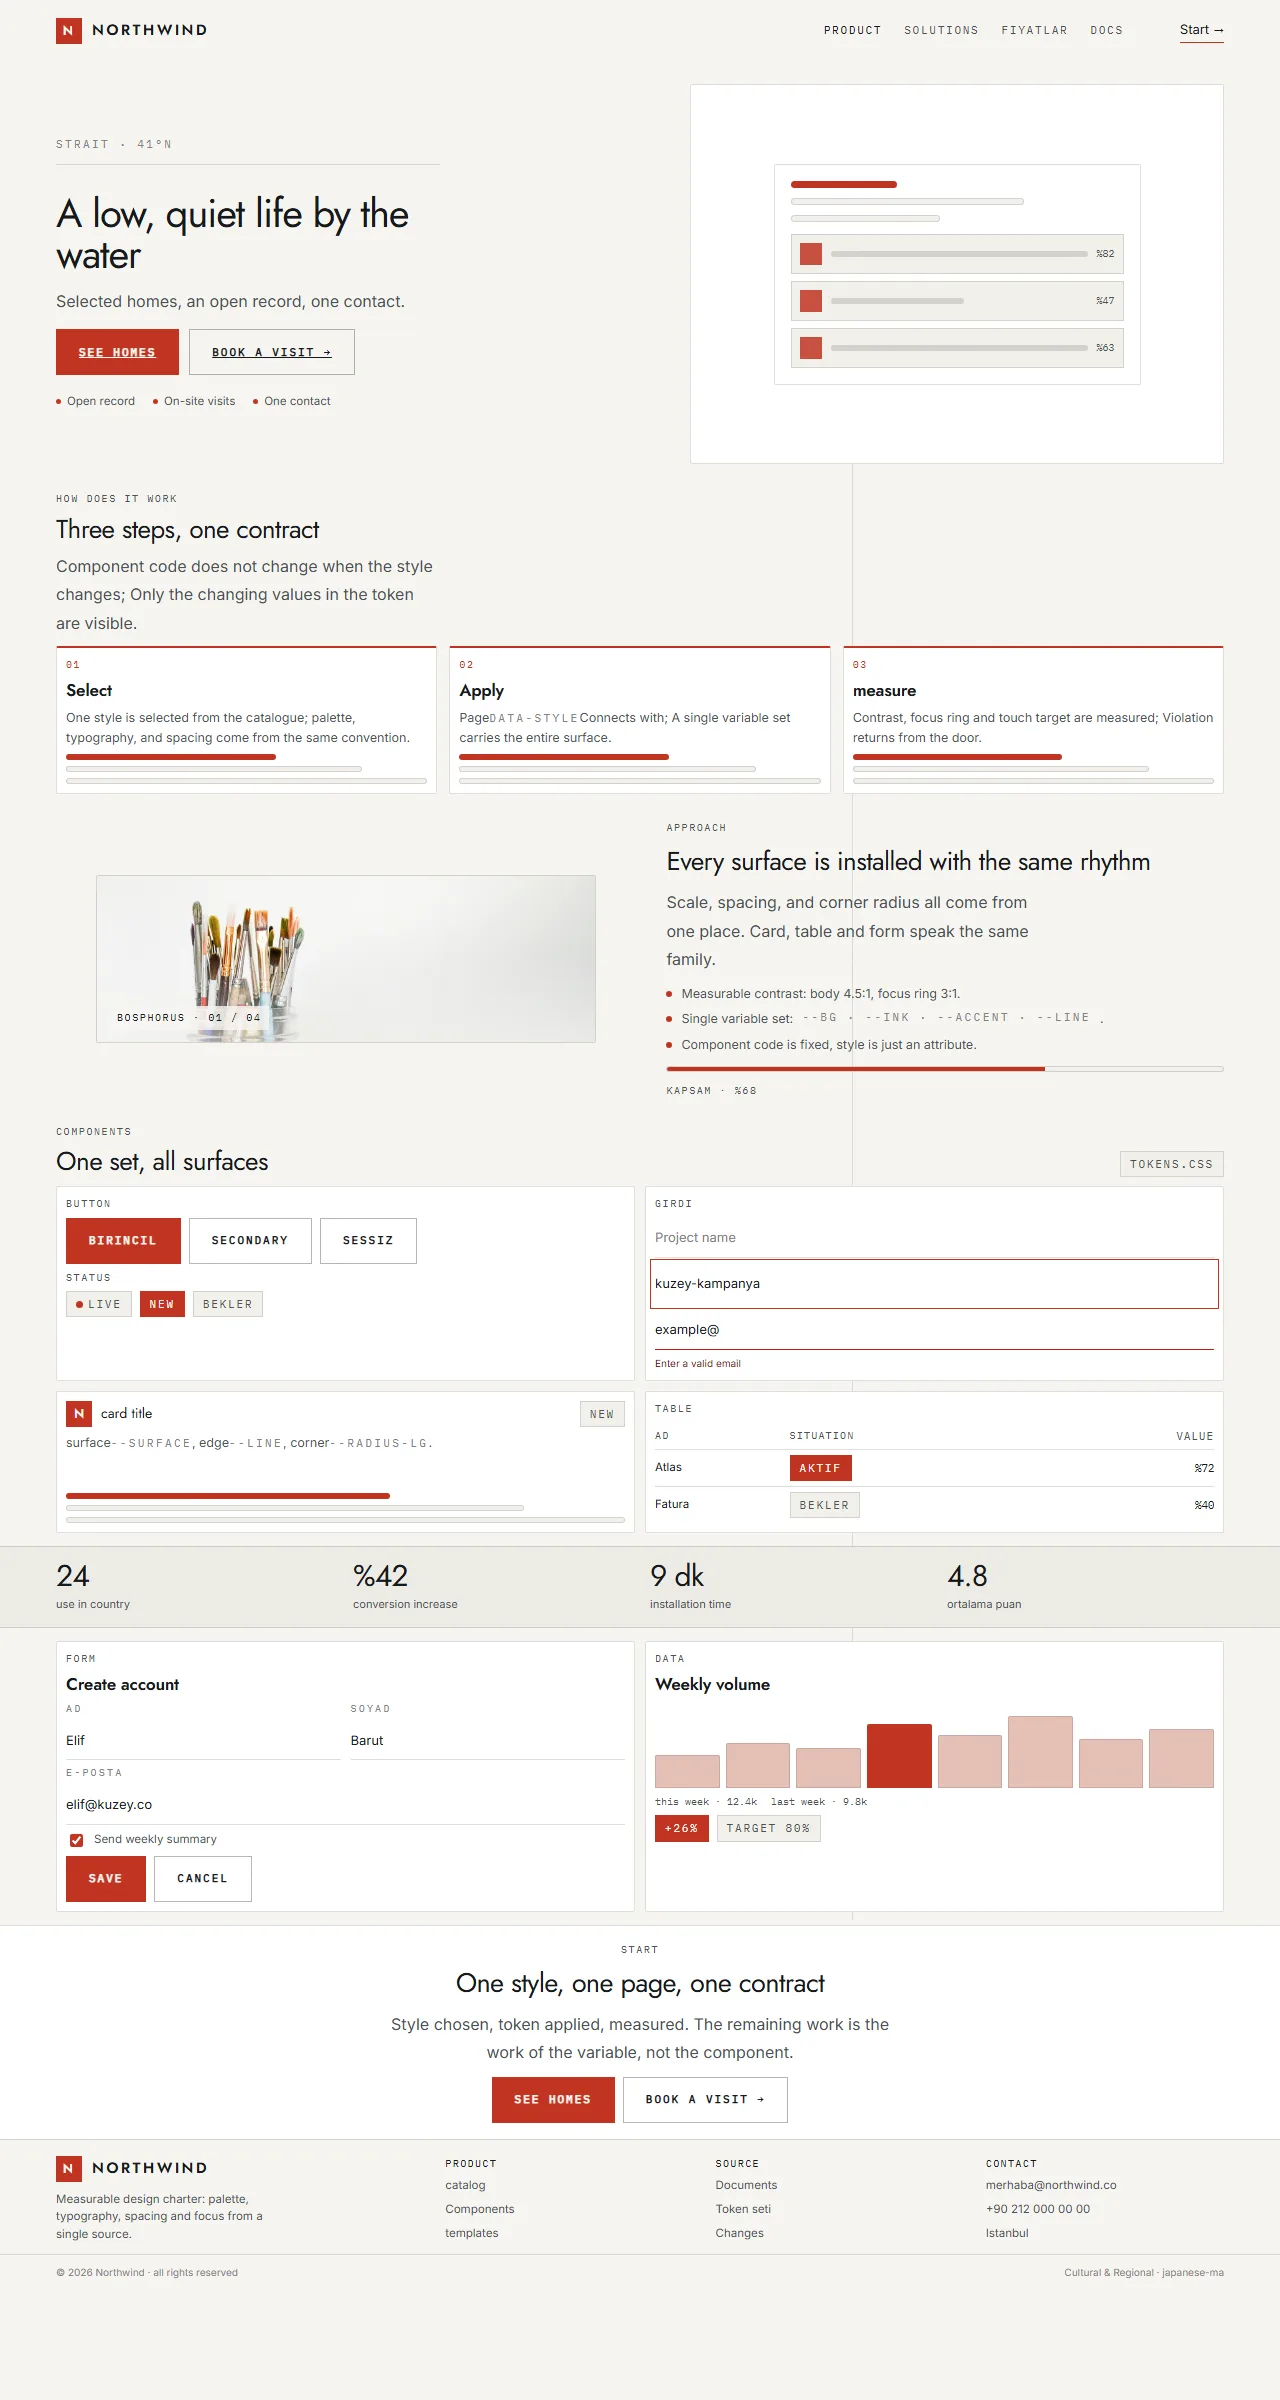 N NORTHWIND
PRODUCT SOLUTIONS FIYATLAR DOCS Start →
STRAIT · 41°N
A low, quiet life by the
water
Selected homes, an open record, one contact.
SEE HOMES BOOK A VISIT →
Open record On-site visits One contact
%82
%47
%63
HOW DOES IT WORK
Three steps, one contract
Component code does not change when the style
changes; Only the changing values in the token
are visible.
01
Select
One style is selected from the catalogue; palette,
typography, and spacing come from the same convention.
02
Apply
PageDATA-STYLEConnects with; A single variable set
carries the entire surface.
03
measure
Contrast, focus ring and touch target are measured; Violation
returns from the door.
BOSPHORUS · 01 / 04
APPROACH
Every surface is installed with the same rhythm
Scale, spacing, and corner radius all come from
one place. Card, table and form speak the same
family.
Measurable contrast: body 4.5:1, focus ring 3:1.
Single variable set: --BG · --INK · --ACCENT · --LINE .
Component code is fixed, style is just an attribute.
KAPSAM · %68
COMPONENTS
One set, all surfaces
TOKENS.CSS
BUTTON
BIRINCIL SECONDARY SESSIZ
STATUS
LIVE NEW BEKLER
GIRDI
Project name
kuzey-kampanya
example@
Enter a valid email
N card title NEW
surface--SURFACE, edge--LINE, corner--RADIUS-LG.
TABLE
AD SITUATION VALUE
Atlas AKTIF %72
Fatura BEKLER %40
24
use in country
%42
conversion increase
9 dk
installation time
4.8
ortalama puan
FORM
Create account
AD SOYAD
Elif Barut
E-POSTA
elif@kuzey.co
Send weekly summary
SAVE CANCEL
DATA
Weekly volume
this week · 12.4k last week · 9.8k
+26% TARGET 80%
START
One style, one page, one contract
Style chosen, token applied, measured. The remaining work is the
work of the variable, not the component.
SEE HOMES BOOK A VISIT →
N NORTHWIND
Measurable design charter: palette,
typography, spacing and focus from a
single source.
PRODUCT
catalog
Components
templates
SOURCE
Documents
Token seti
Changes
CONTACT
merhaba@northwind.co
+90 212 000 00 00
Istanbul
© 2026 Northwind · all rights reserved
Cultural & Regional · japanese-ma